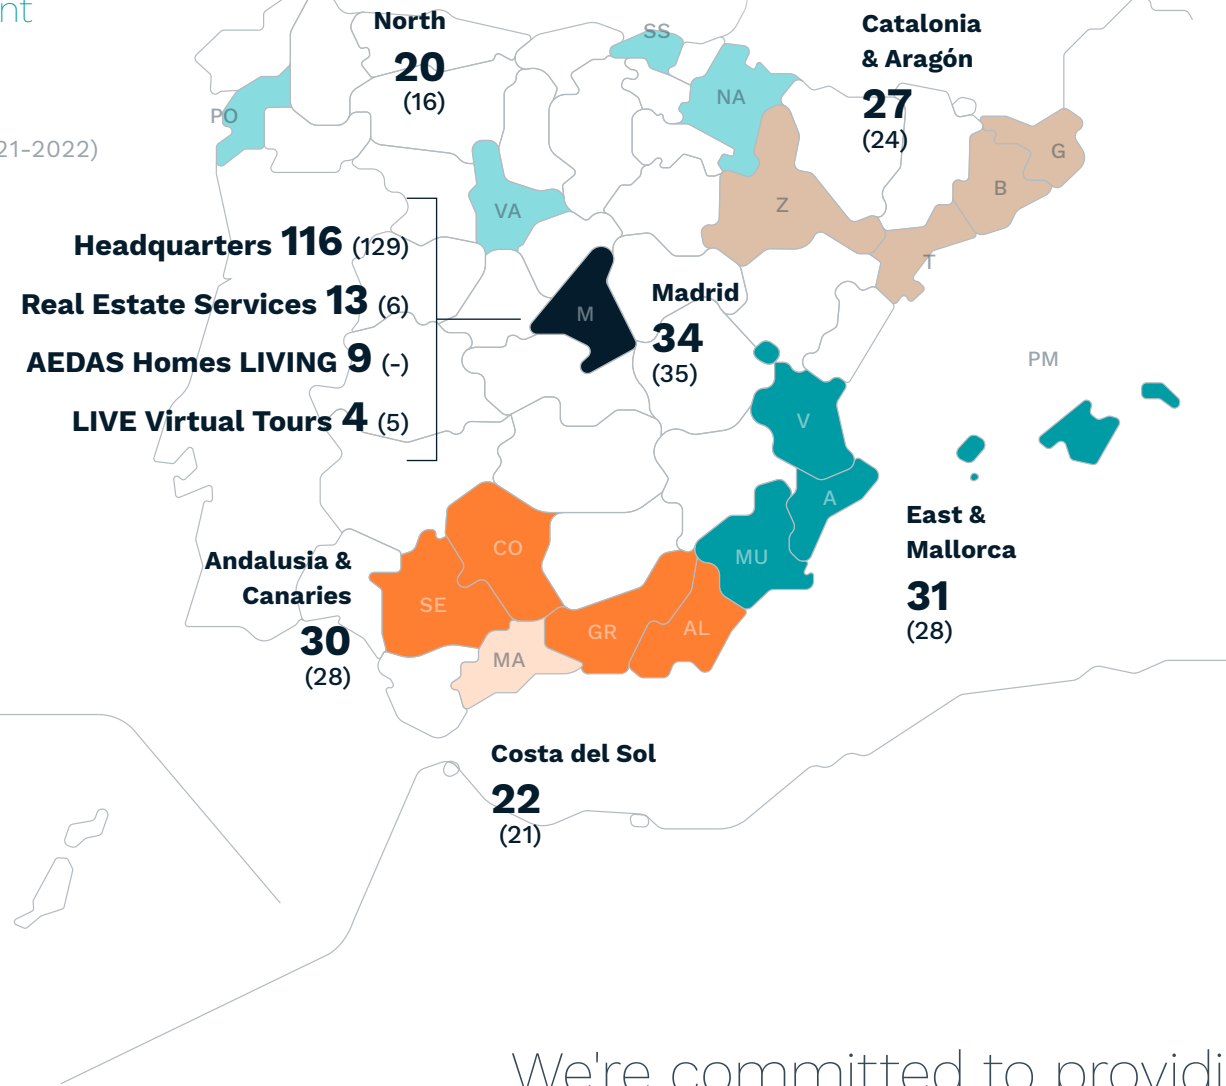 nt
21-2022)
North
20
(16)
Catalonia
& Aragón
27
(24)
SS
NA
PO
VA
Z
G
B
T
Headquarters 116 (129)
Real Estate Services 13 (6)
AEDAS Homes LIVING 9 (-)
LIVE Virtual Tours 4 (5)
M
Madrid
34
(35)
PM
V
A
MU
East &
Mallorca
31
(28)
Andalusia &
Canaries
30
(28)
CO
SE
GR
AL
MA
Costa del Sol
22
(21)
We're committed to providi